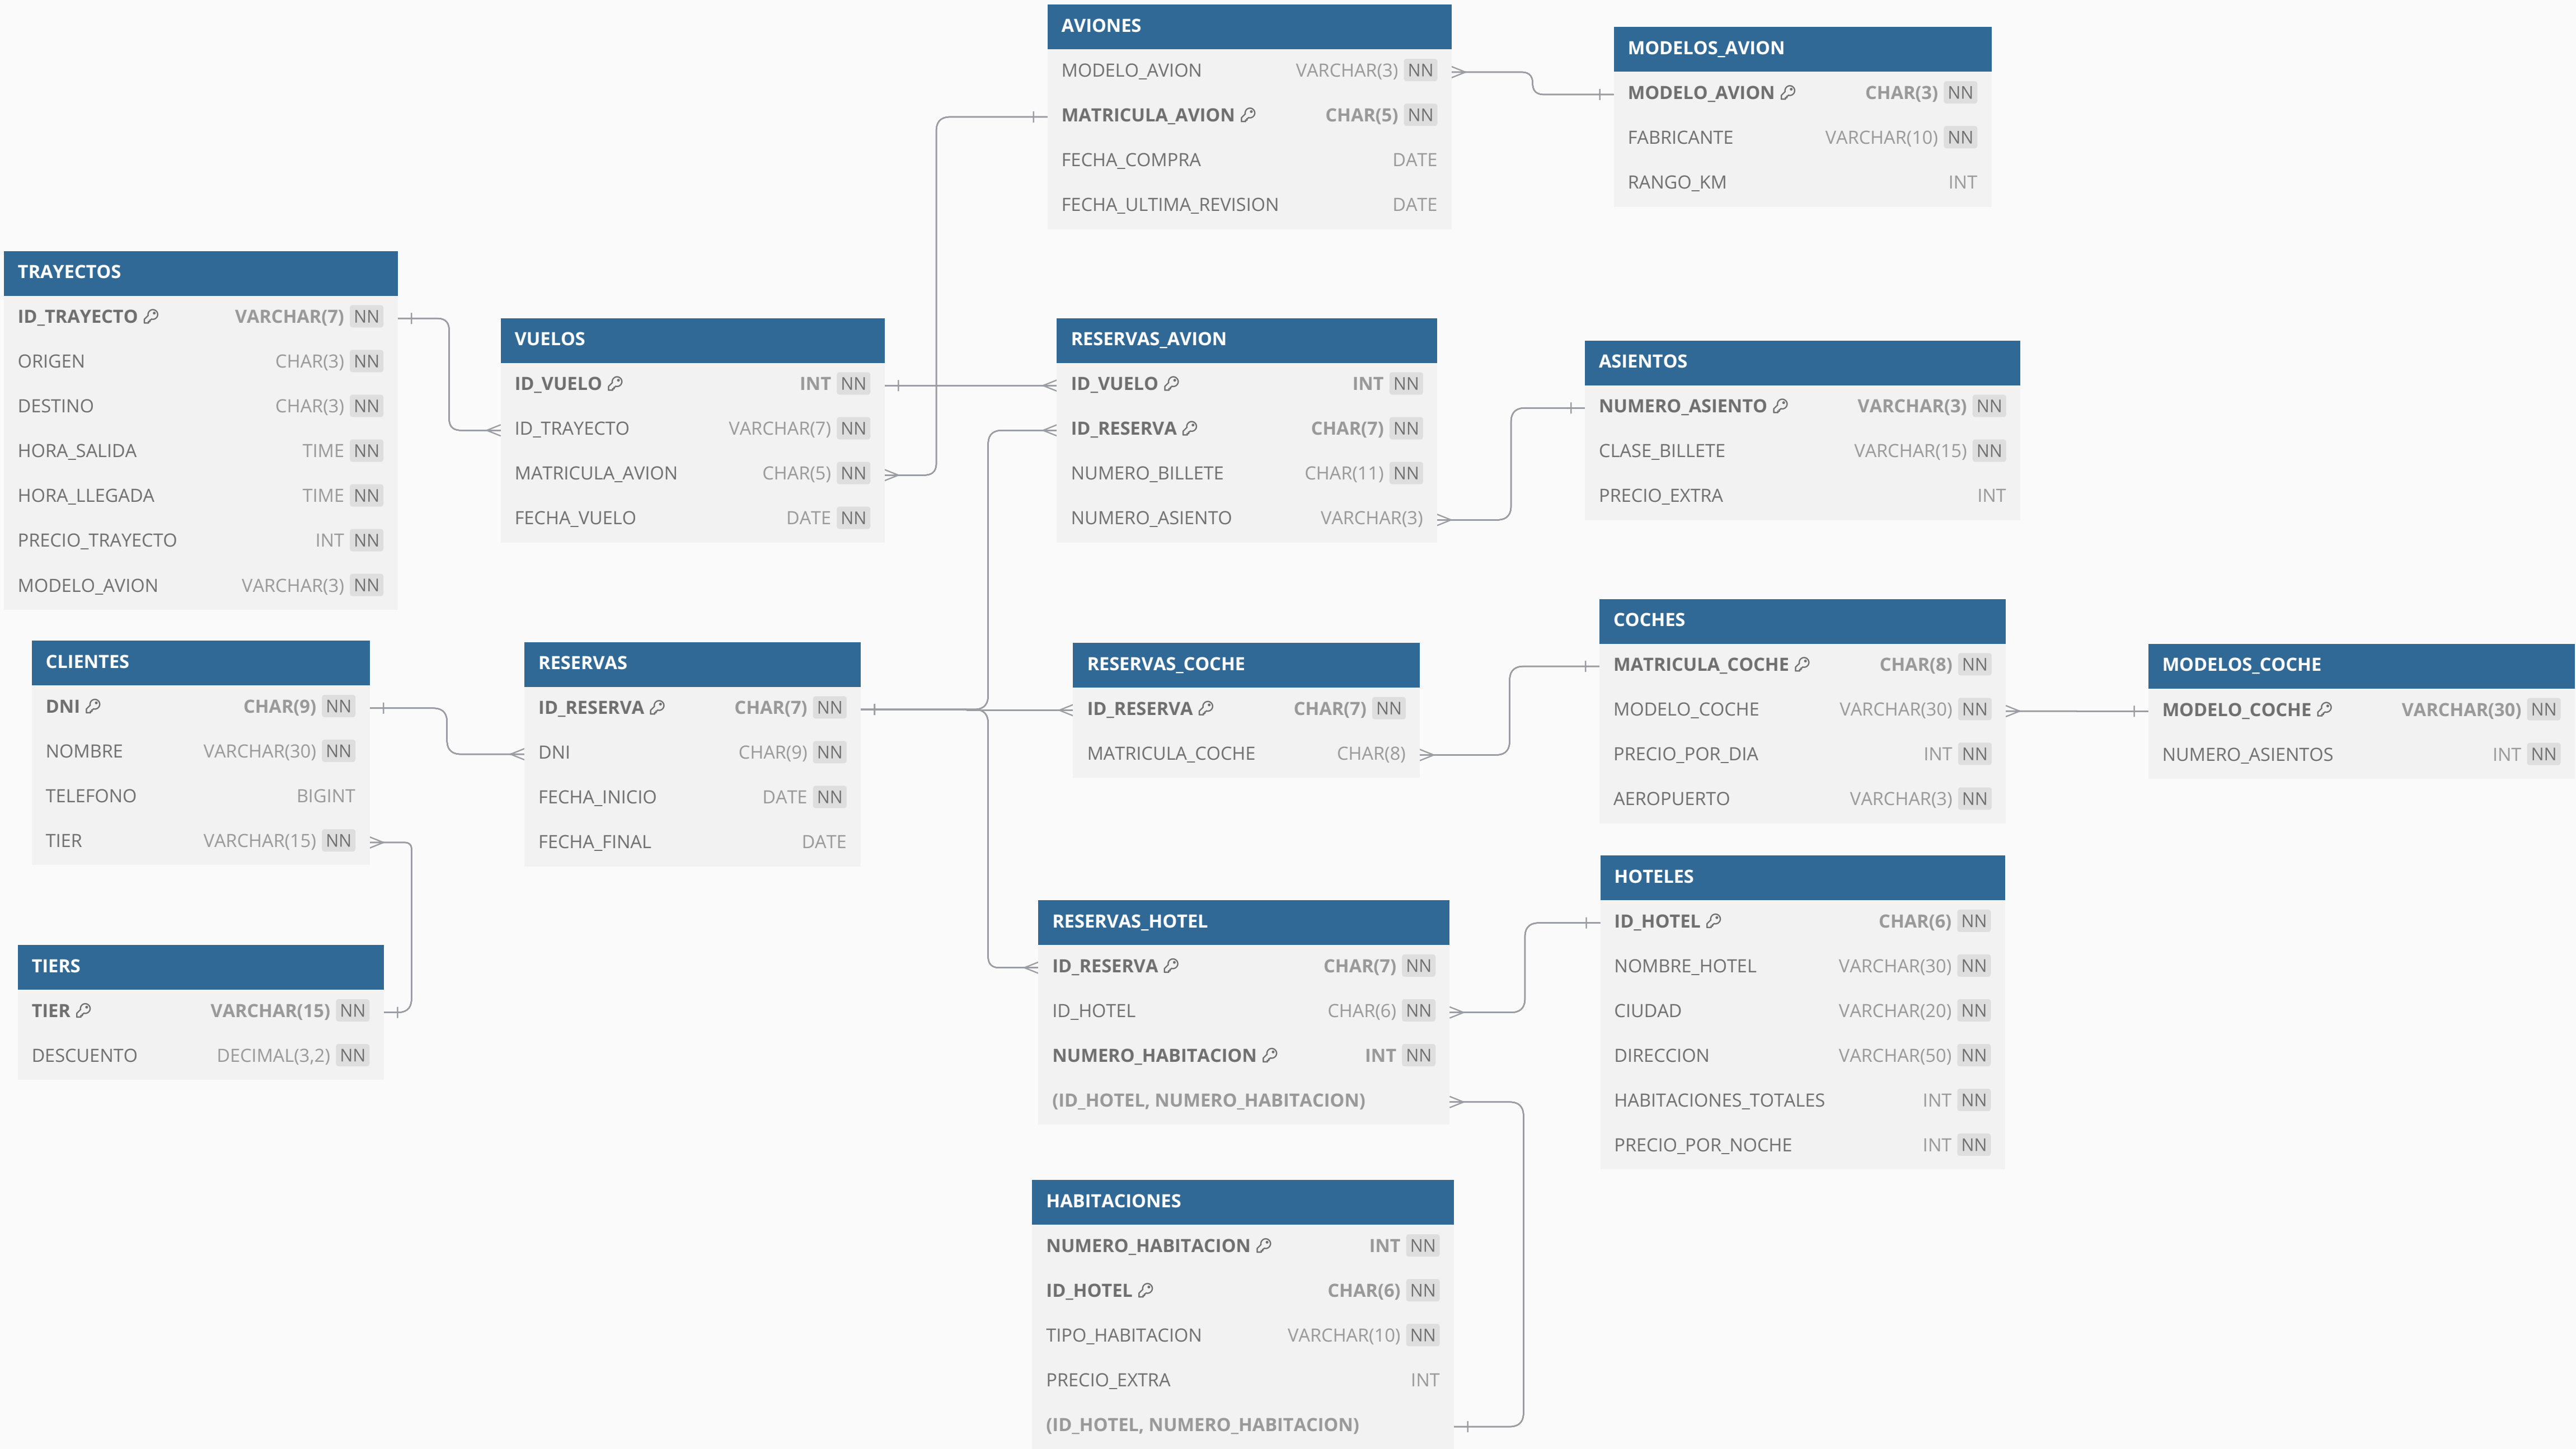 AVIONES
MODELO_AVION VARCHAR(3) NN
MATRICULA_AVION CHAR(5) NN
FECHA_COMPRA DATE
FECHA_ULTIMA_REVISION DATE
MODELOS_AVION
MODELO_AVION CHAR(3) NN
FABRICANTE VARCHAR(10) NN
RANGO_KM INT
TRAYECTOS
ID_TRAYECTO VARCHAR(7) NN
ORIGEN CHAR(3) NN
DESTINO CHAR(3) NN
HORA_SALIDA TIME NN
HORA_LLEGADA TIME NN
PRECIO_TRAYECTO INT NN
MODELO_AVION VARCHAR(3) NN
VUELOS
ID_VUELO INT NN
ID_TRAYECTO VARCHAR(7) NN
MATRICULA_AVION CHAR(5) NN
FECHA_VUELO DATE NN
RESERVAS_AVION
ID_VUELO INT NN
ID_RESERVA CHAR(7) NN
NUMERO_BILLETE CHAR(11) NN
NUMERO_ASIENTO VARCHAR(3)
ASIENTOS
NUMERO_ASIENTO VARCHAR(3) NN
CLASE_BILLETE VARCHAR(15) NN
PRECIO_EXTRA INT
CLIENTES
DNI CHAR(9) NN
NOMBRE VARCHAR(30) NN
TELEFONO BIGINT
TIER VARCHAR(15) NN
RESERVAS
ID_RESERVA CHAR(7) NN
DNI CHAR(9) NN
FECHA_INICIO DATE NN
FECHA_FINAL DATE
RESERVAS_COCHE
ID_RESERVA CHAR(7) NN
MATRICULA_COCHE CHAR(8)
COCHES
MATRICULA_COCHE CHAR(8) NN
MODELO_COCHE VARCHAR(30) NN
PRECIO_POR_DIA INT NN
AEROPUERTO VARCHAR(3) NN
MODELOS_COCHE
MODELO_COCHE VARCHAR(30) NN
NUMERO_ASIENTOS INT NN
TIERS
TIER VARCHAR(15) NN
DESCUENTO DECIMAL(3,2) NN
RESERVAS_HOTEL
ID_RESERVA CHAR(7) NN
ID_HOTEL CHAR(6) NN
NUMERO_HABITACION INT NN
(ID_HOTEL, NUMERO_HABITACION)
HOTELES
ID_HOTEL CHAR(6) NN
NOMBRE_HOTEL VARCHAR(30) NN
CIUDAD VARCHAR(20) NN
DIRECCION VARCHAR(50) NN
HABITACIONES_TOTALES INT NN
PRECIO_POR_NOCHE INT NN
HABITACIONES
NUMERO_HABITACION INT NN
ID_HOTEL CHAR(6) NN
TIPO_HABITACION VARCHAR(10) NN
PRECIO_EXTRA INT
(ID_HOTEL, NUMERO_HABITACION)